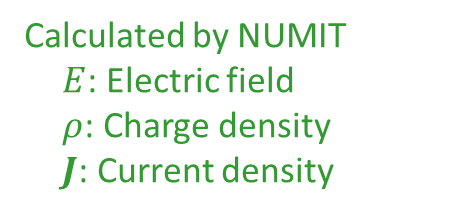 Calculated by NUMIT
E: Electric field
ρ: Charge density
J: Current density